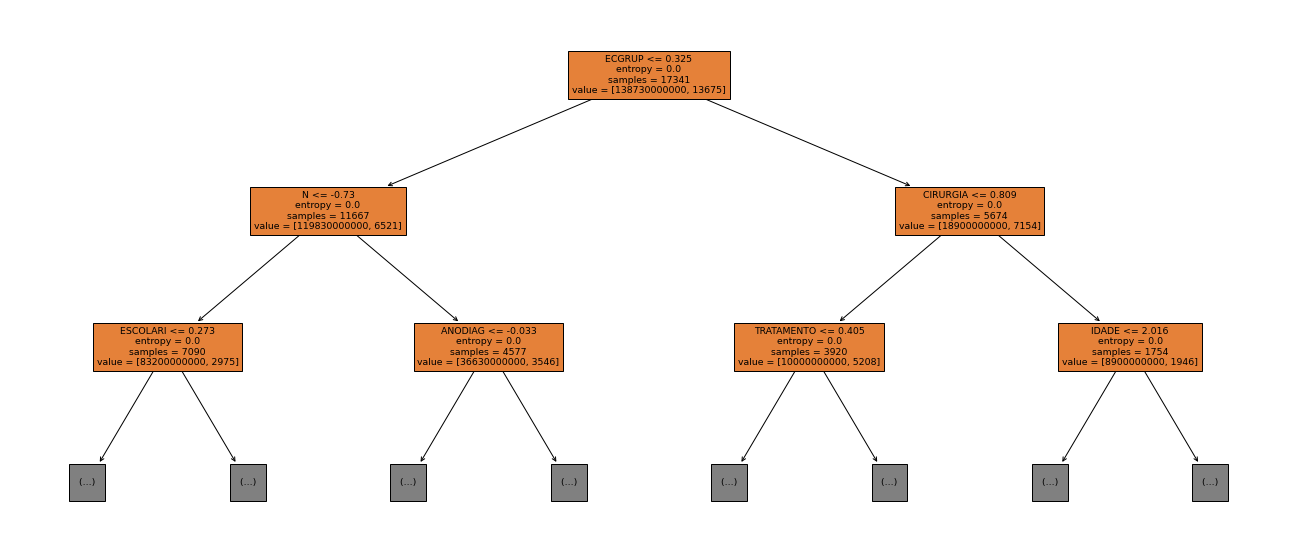 ECGRUP <= 0.325
entropy = 0.0
samples = 17341
value = [138730000000, 13675]
N <= -0.73
entropy = 0.0
samples = 11667
value = [119830000000, 6521]
CIRURGIA <= 0.809
entropy = 0.0
samples = 5674
value = [18900000000, 7154]
ESCOLARI <= 0.273
entropy = 0.0
samples = 7090
value = [83200000000, 2975]
ANODIAG <= -0.033
entropy = 0.0
samples = 4577
value = [36630000000, 3546]
TRATAMENTO <= 0.405
entropy = 0.0
samples = 3920
value = [10000000000, 5208]
IDADE <= 2.016
entropy = 0.0
samples = 1754
value = [8900000000, 1946]
(...)
(...)
(...)
(...)
(...)
(...)
(...)
(...)